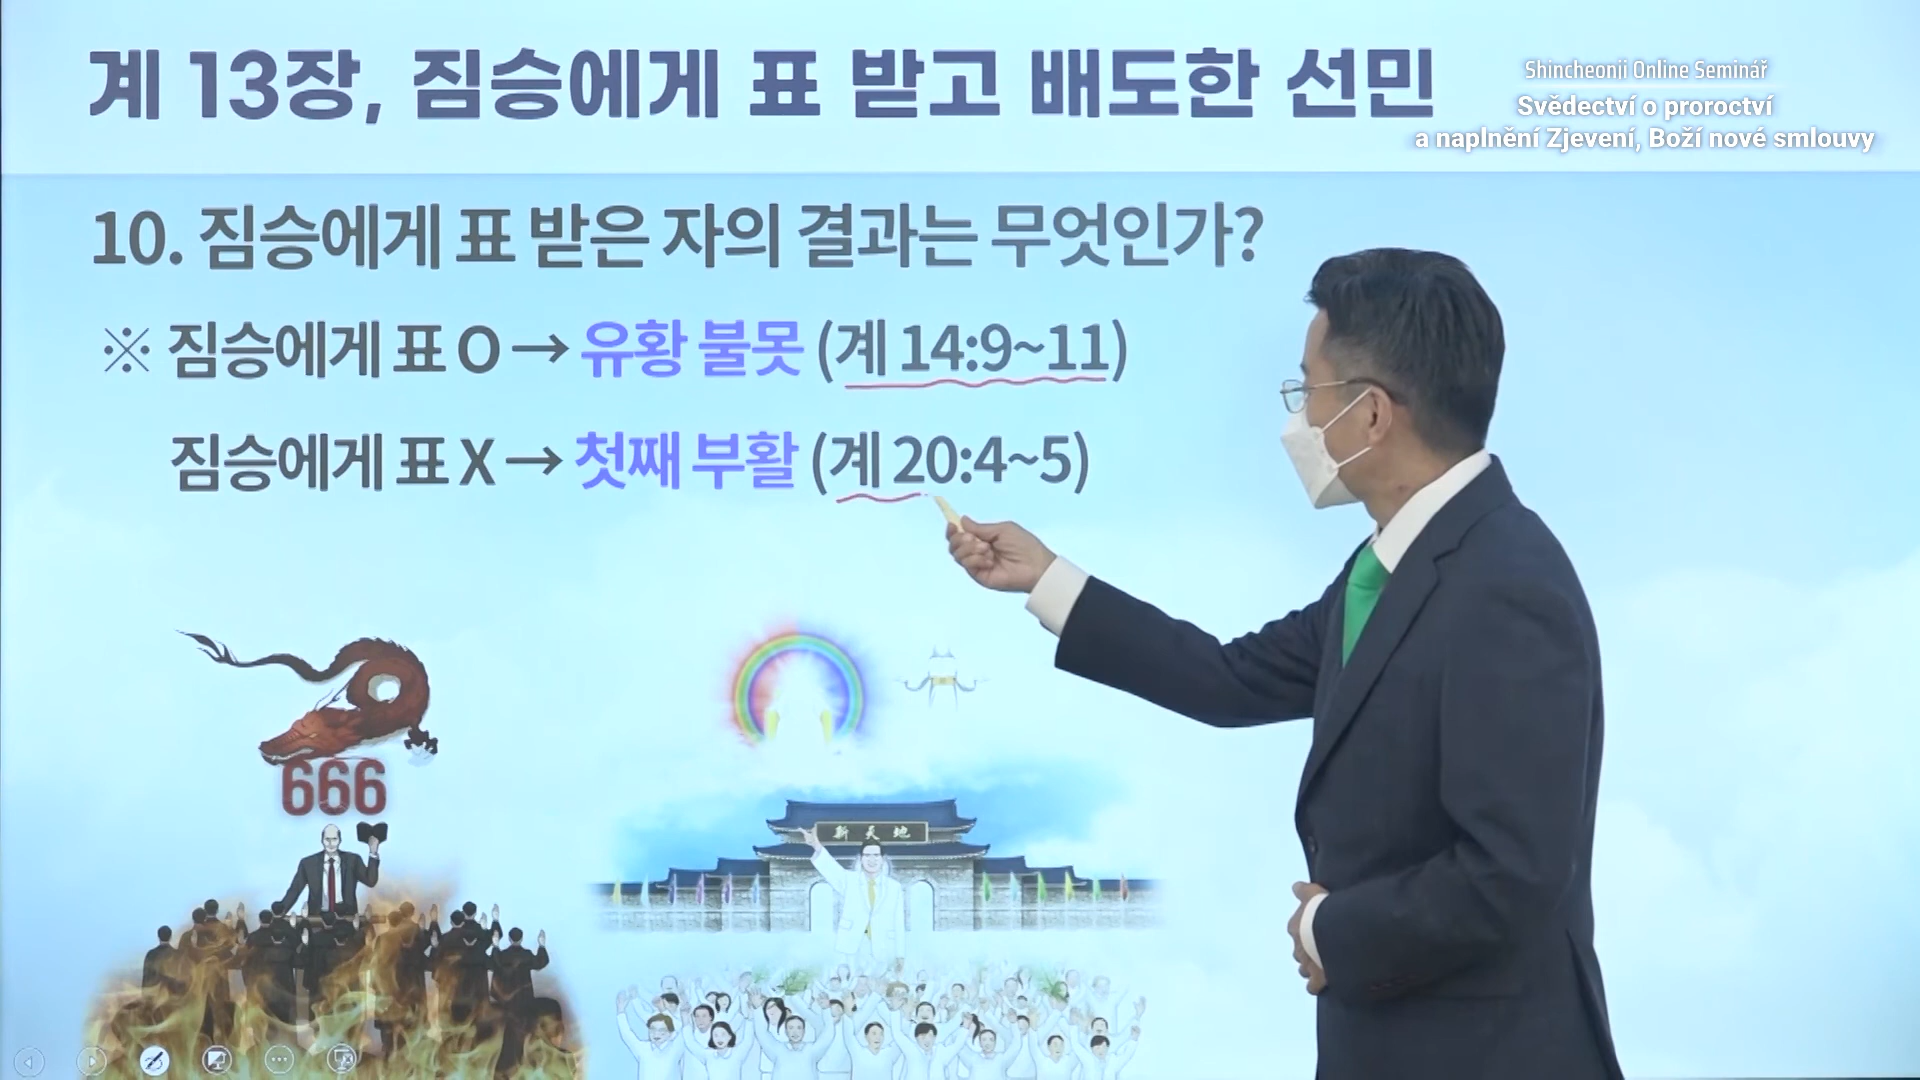 계 13장, 짐승에게 표 받고 배도한 선민
Shincheonji Online Seminář
Svědectví o proroctví
a naplnění Zjevení, Boží nové smlouvy
10. 짐승에게 표 받은 자의 결과는 무엇인가?
※ 짐승에게 표 O → 유황 불못 (계 14:9~11)
짐승에게 표 X → 첫째 부활 (계 20:4~5)
666
新天地